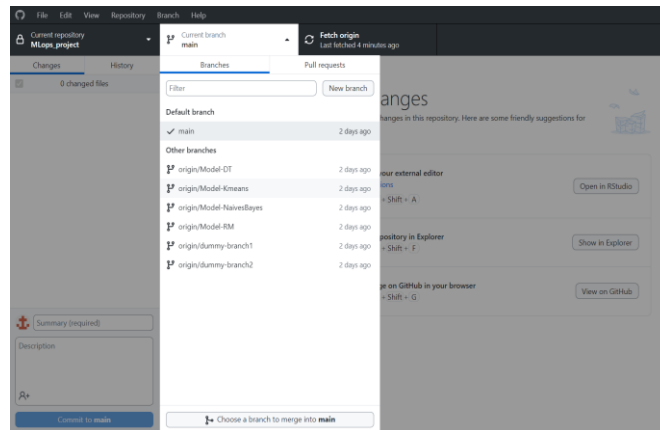 File Edit View Repository Branch Help
Current repository
MLops_project
Current branch
main
Fetch origin
Last fetched 4 minutes ago
Changes History
0 changed files
Branches Pull requests
Filter
New branch
Default branch
main 2 days ago
Other branches
origin/Model-DT 2 days ago
origin/Model-Kmeans 2 days ago
origin/Model-NaivesBayes 2 days ago
origin/Model-RM 2 days ago
origin/dummy-branch1 2 days ago
origin/dummy-branch2 2 days ago
Choose a branch to merge into main
anges
hanges in this repository. Here are some friendly suggestions for
your external editor
ions
+ Shift + A
Open in RStudio
pository in Explorer
+ Shift + F
Show in Explorer
ge on GitHub in your browser
+ Shift + G
View on GitHub
Summary (required)
Description
Commit to main